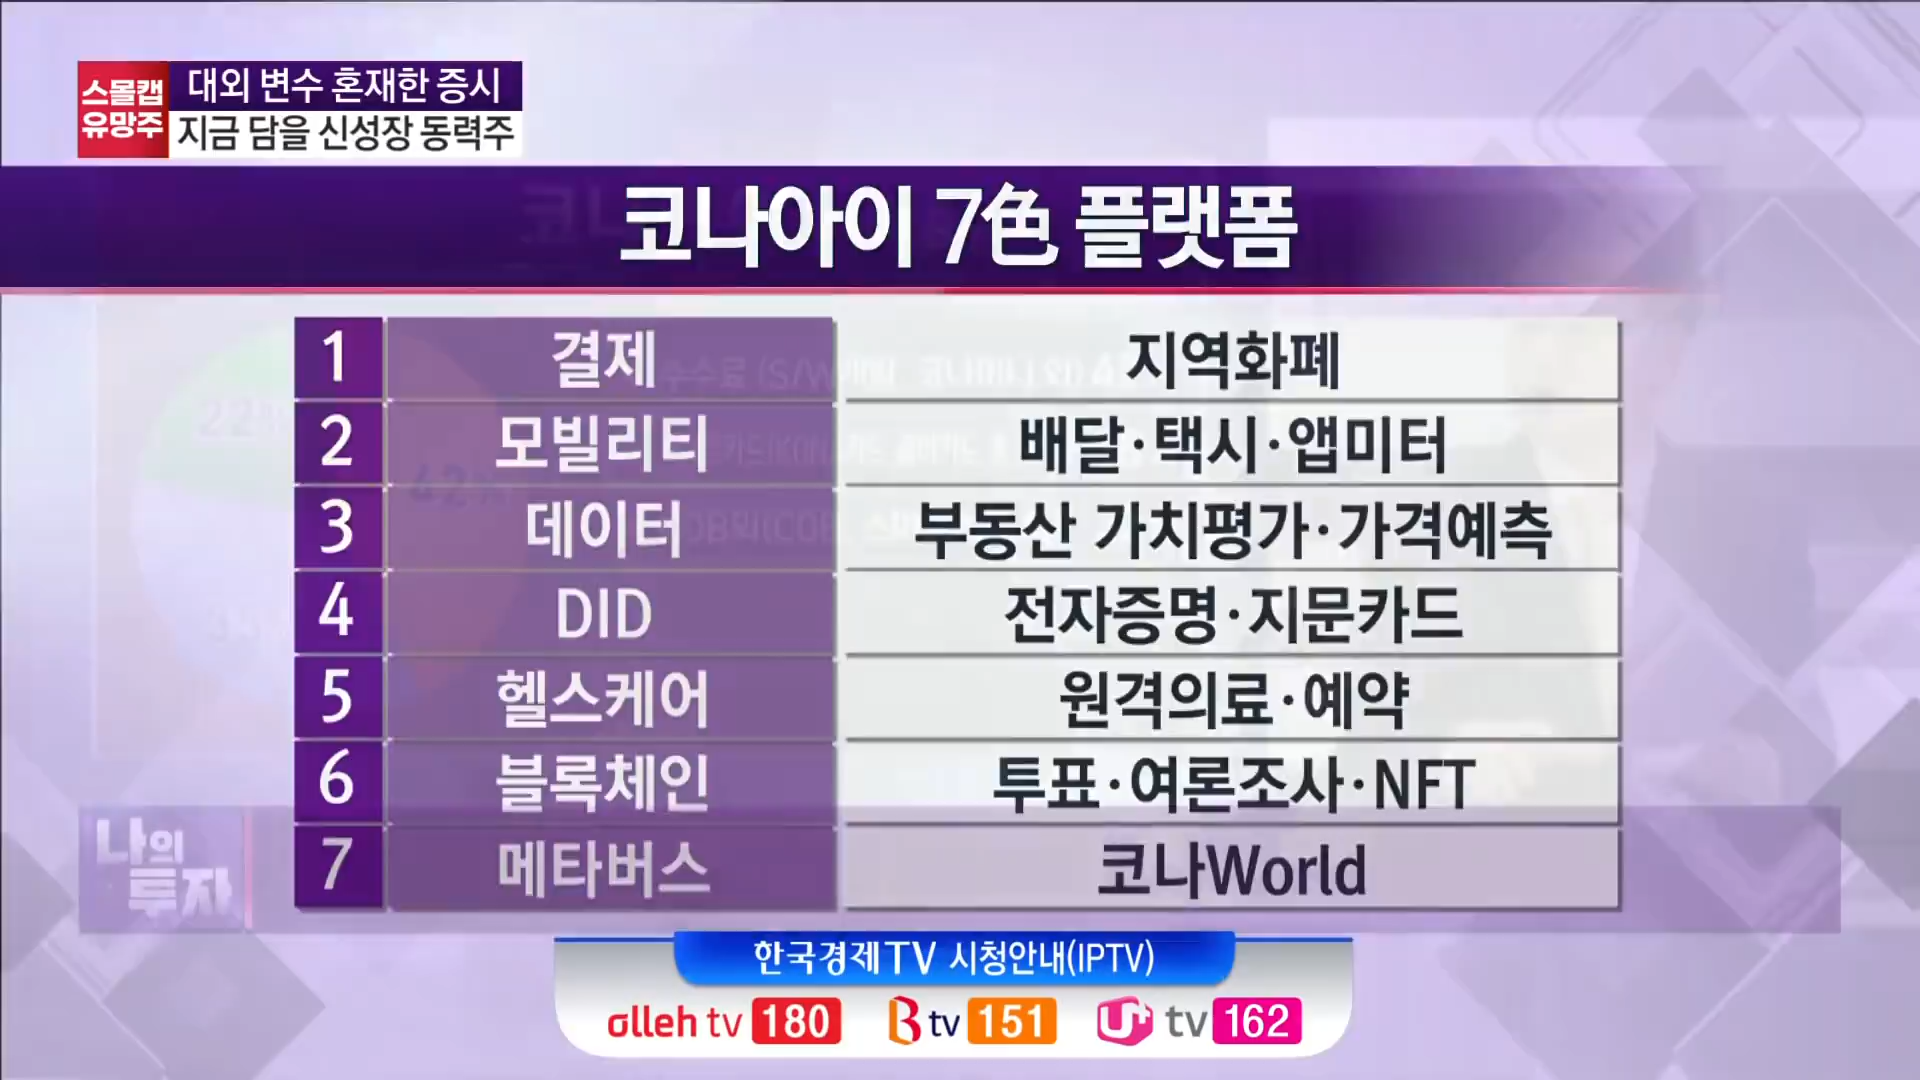 스몰캡
유망주
대외 변수 혼재한 증시
지금 담을 신성장 동력주
코나아이 7色 플랫폼
1 결제 지역화폐
2 모빌리티 배달·택시·앱미터
3 데이터 부동산 가치평가·가격예측
4 DID 전자증명·지문카드
5 헬스케어 원격의료·예약
6 블록체인 투표·여론조사·NFT
7 메타버스 코나World
나의
투자
한국경제TV 시청안내(IPTV)
olleh tv 180 B tv 151 U+ tv 162